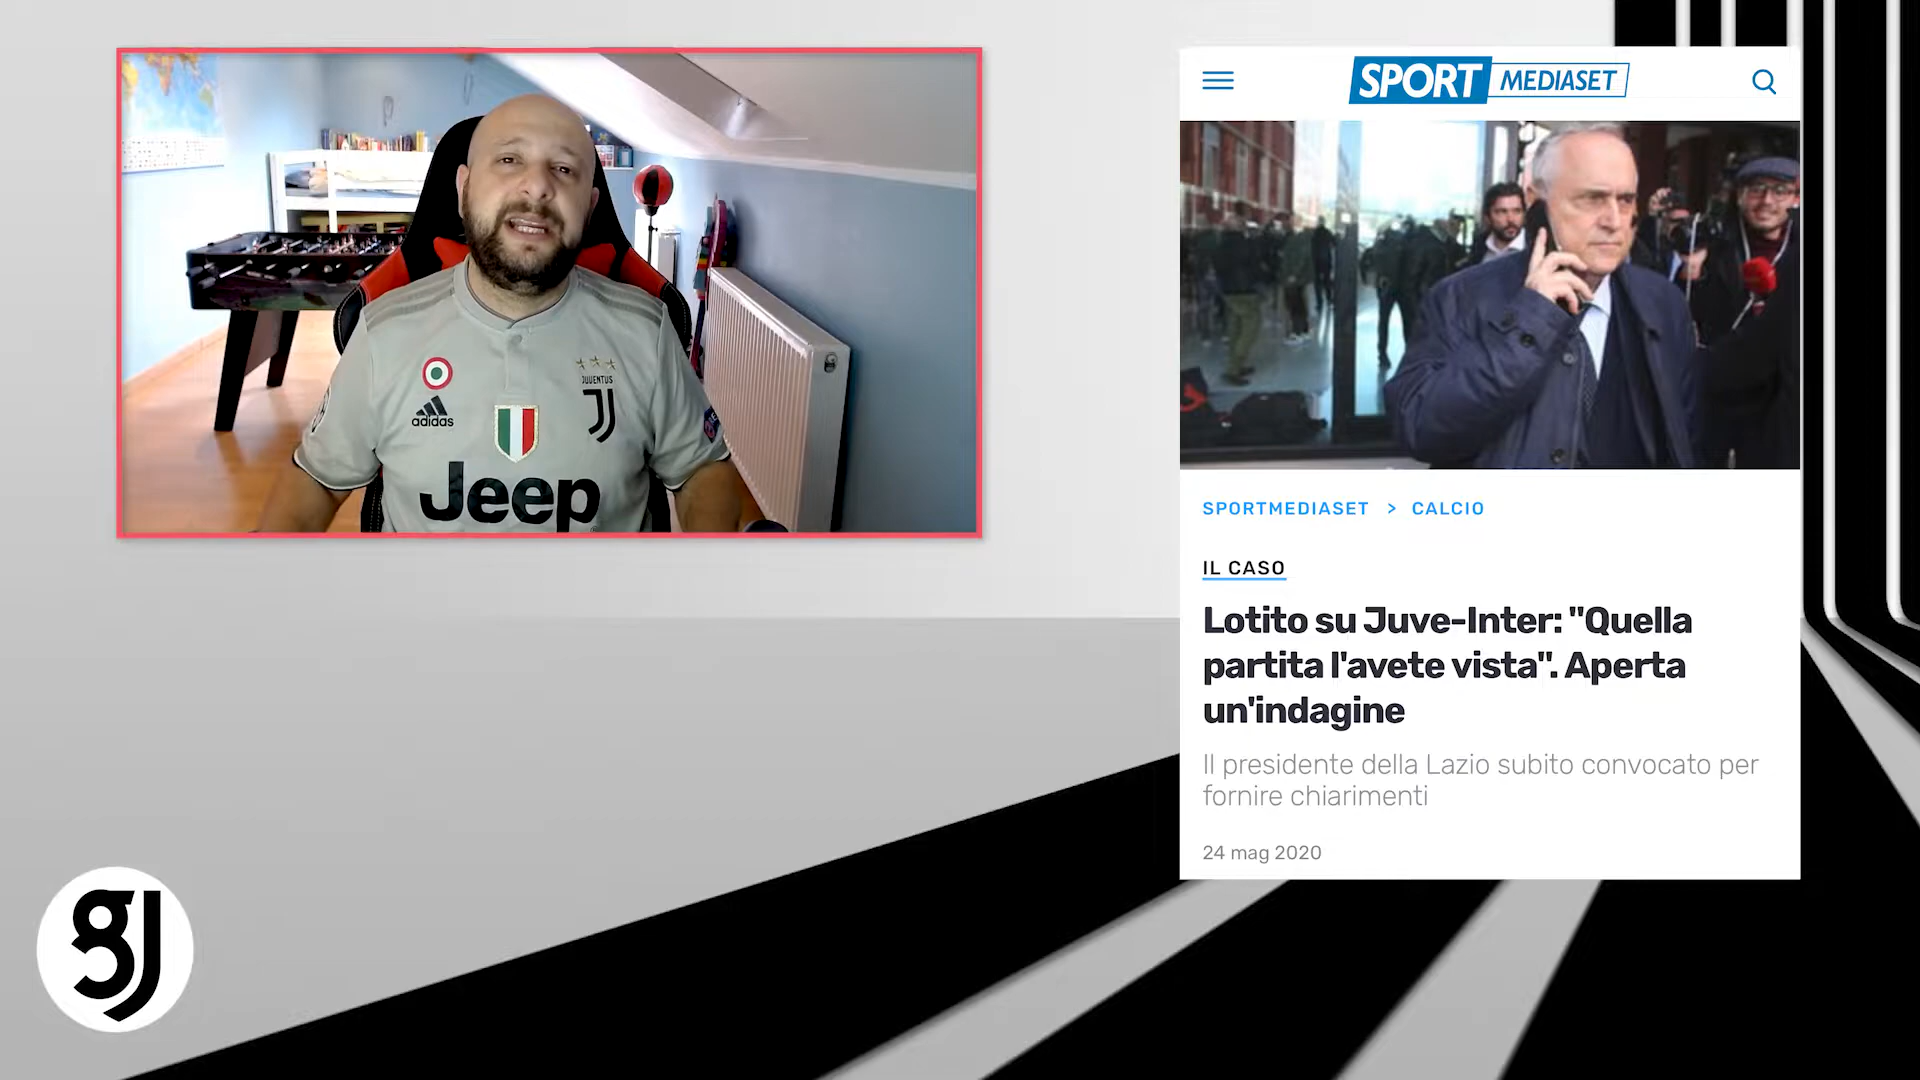 JUVENTUS
adidas
Jeep
gJ
SPORT MEDIASET
SPORTMEDIASET > CALCIO
IL CASO
Lotito su Juve-Inter: "Quella
partita l'avete vista". Aperta
un'indagine
Il presidente della Lazio subito convocato per
fornire chiarimenti
24 mag 2020